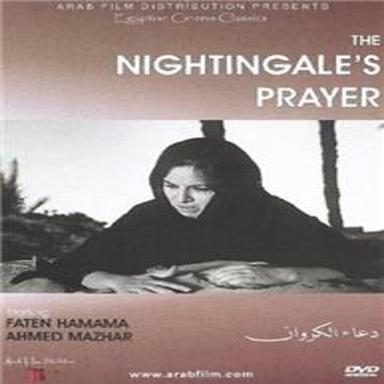 ARAB FILM DISTRIBUTION PRESENTS
Egyptian Cinema Classics
THE
NIGHTINGALE'S
PRAYER
Starring
FATEN HAMAMA
AHMED MAZHAR
دعاء الكروان
www.arabfilm.com
DVD